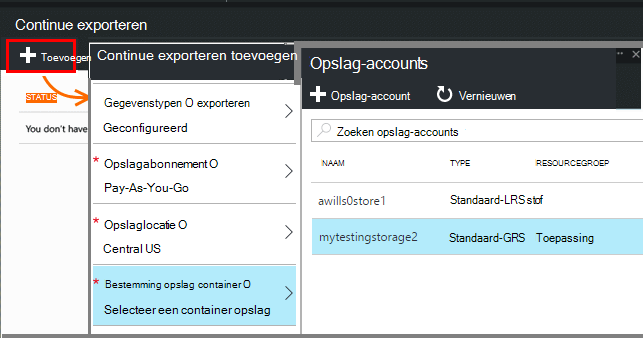 Continue exporteren
Toevoegen
STATUS
You don't have
Continue exporteren toevoegen
Gegevenstypen O exporteren
Geconfigureerd
* Opslagabonnement O
Pay-As-You-Go
* Opslaglocatie O
Central US
* Bestemming opslag container O
Selecteer een container opslag
Opslag-accounts
Opslag-account Vernieuwen
Zoeken opslag-accounts
NAAM TYPE RESOURCEGROEP
awills0store1 Standaard-LRS stof
mytestingstorage2 Standaard-GRS Toepassing